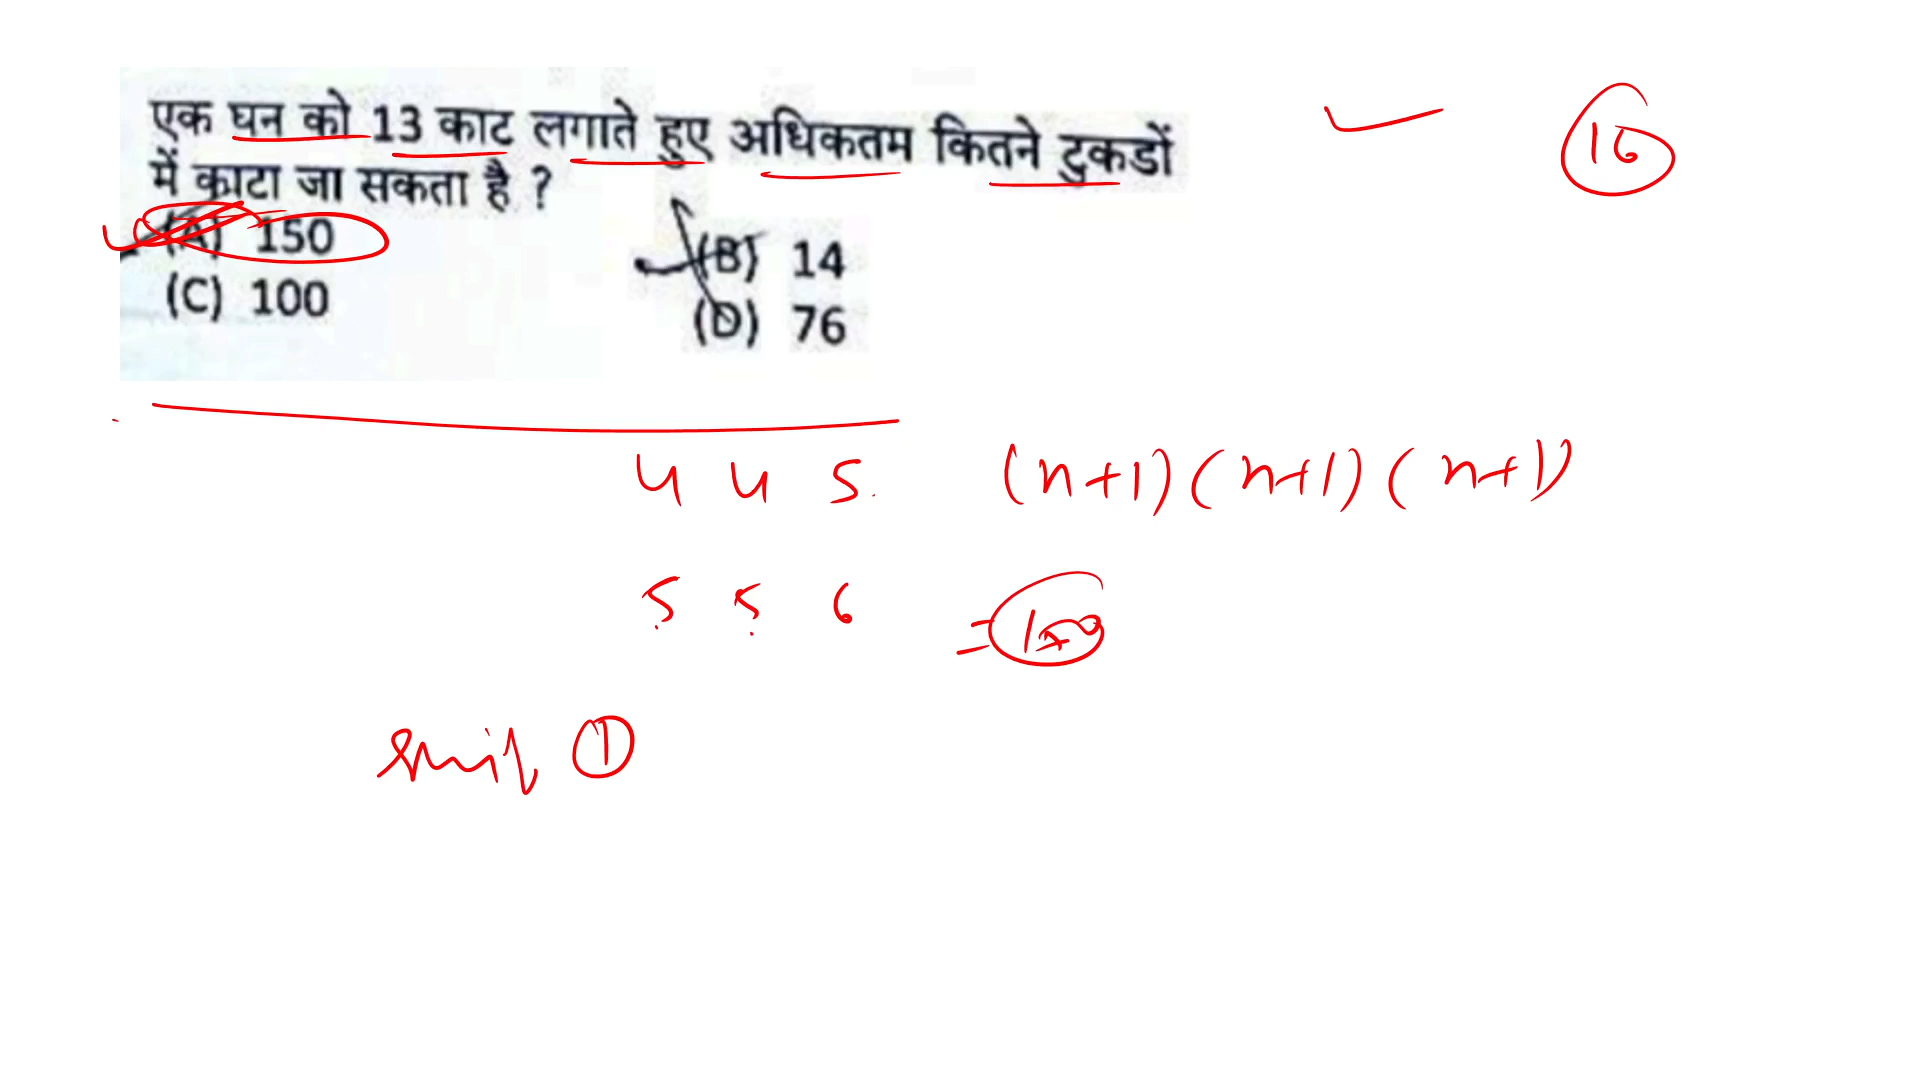 एक घन को 13 काट लगाते हुए अधिकतम कितने टुकडों
में काटा जा सकता है ?
(A) 150 (B) 14
(C) 100 (D) 76
16
4 4 5 (n+1)(n+1)(n+1)
5 5 6 = 150
1